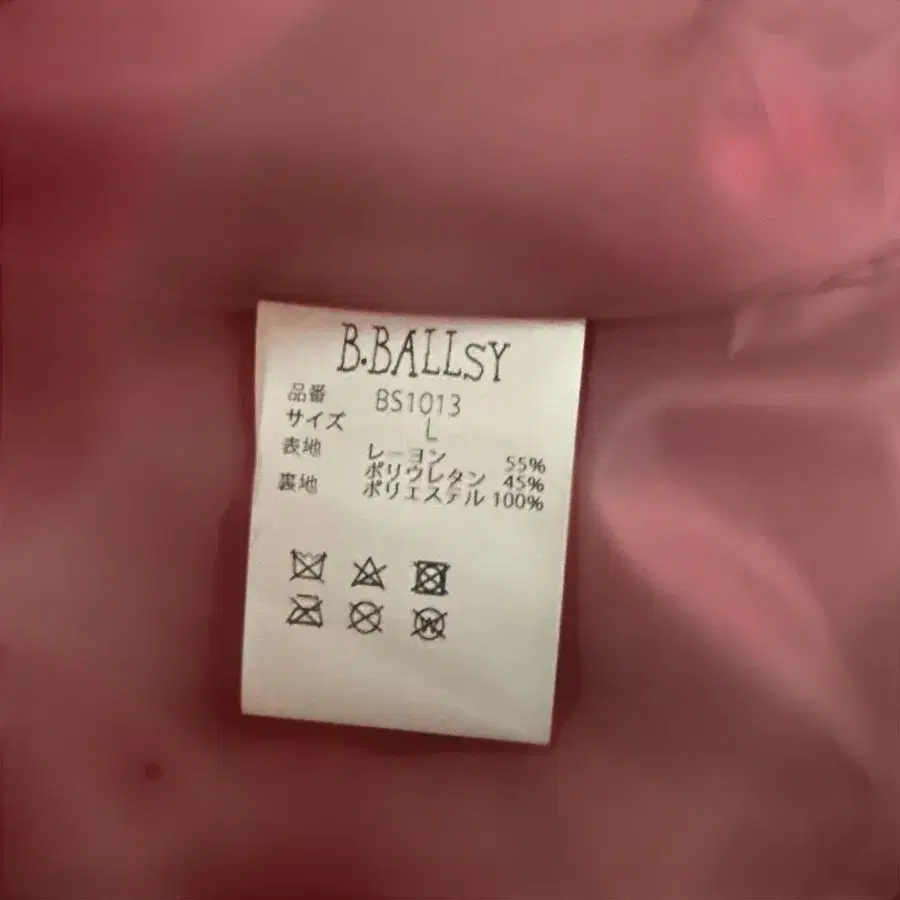 B.BALLSY
品番 BS1013
サイズ L
表地 レーヨン 55%
ポリウレタン 45%
裏地 ポリエステル 100%